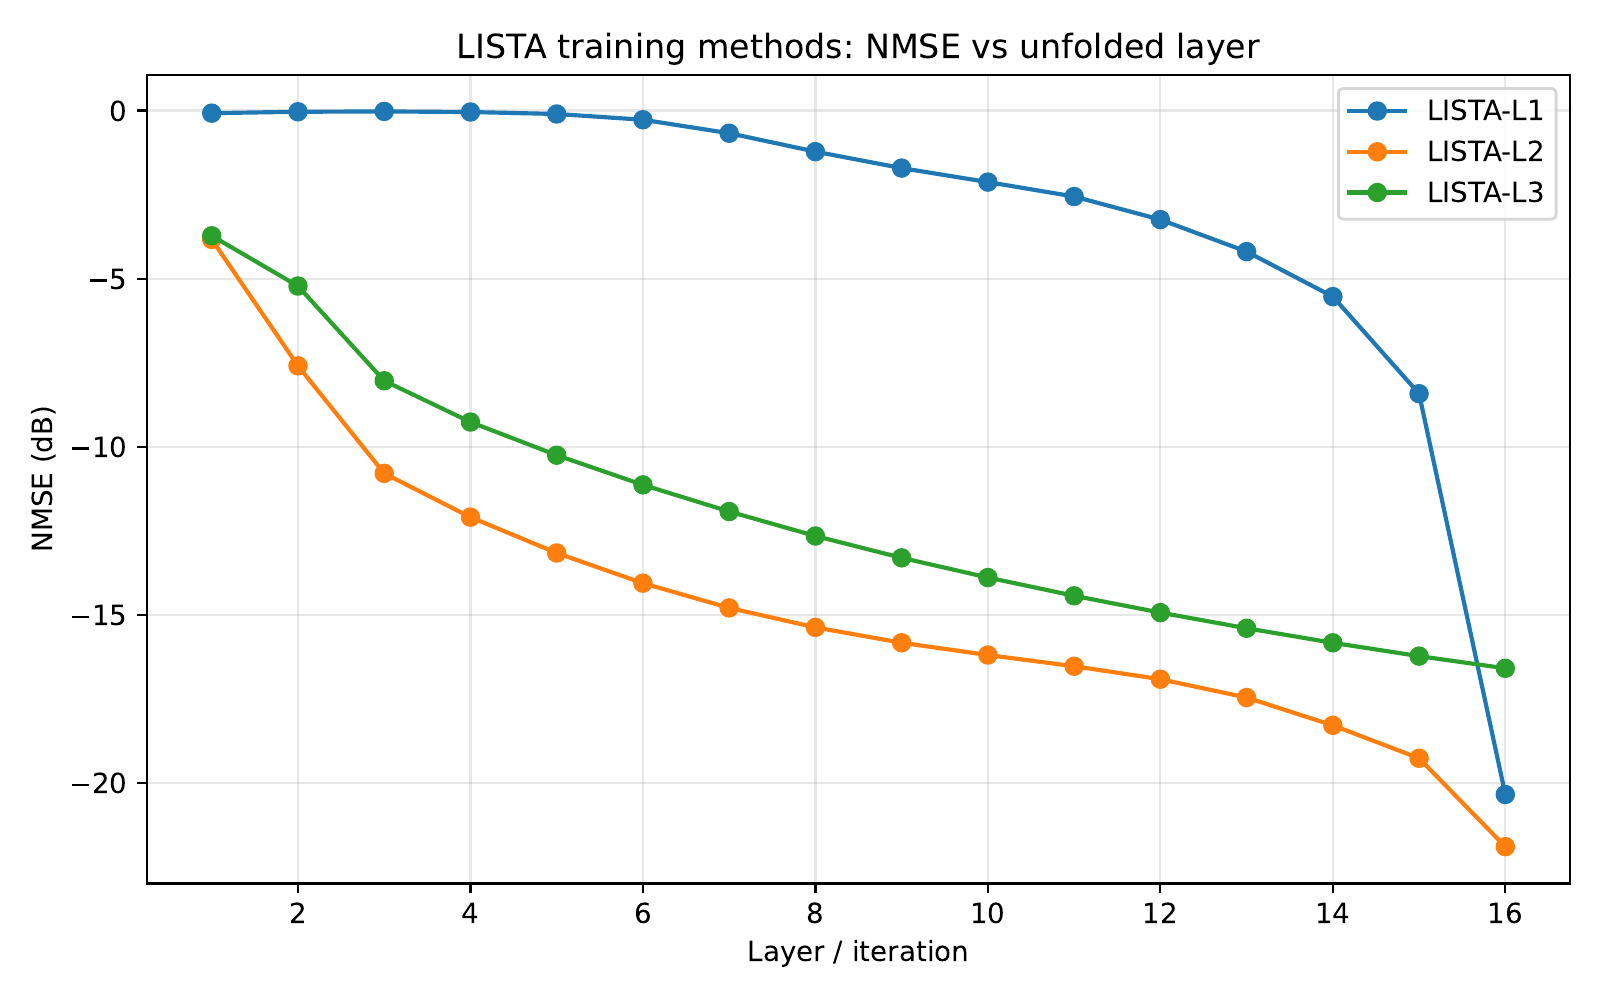 LISTA training methods: NMSE vs unfolded layer
LISTA-L1
LISTA-L2
LISTA-L3
NMSE (dB)
0
−5
−10
−15
−20
2 4 6 8 10 12 14 16
Layer / iteration